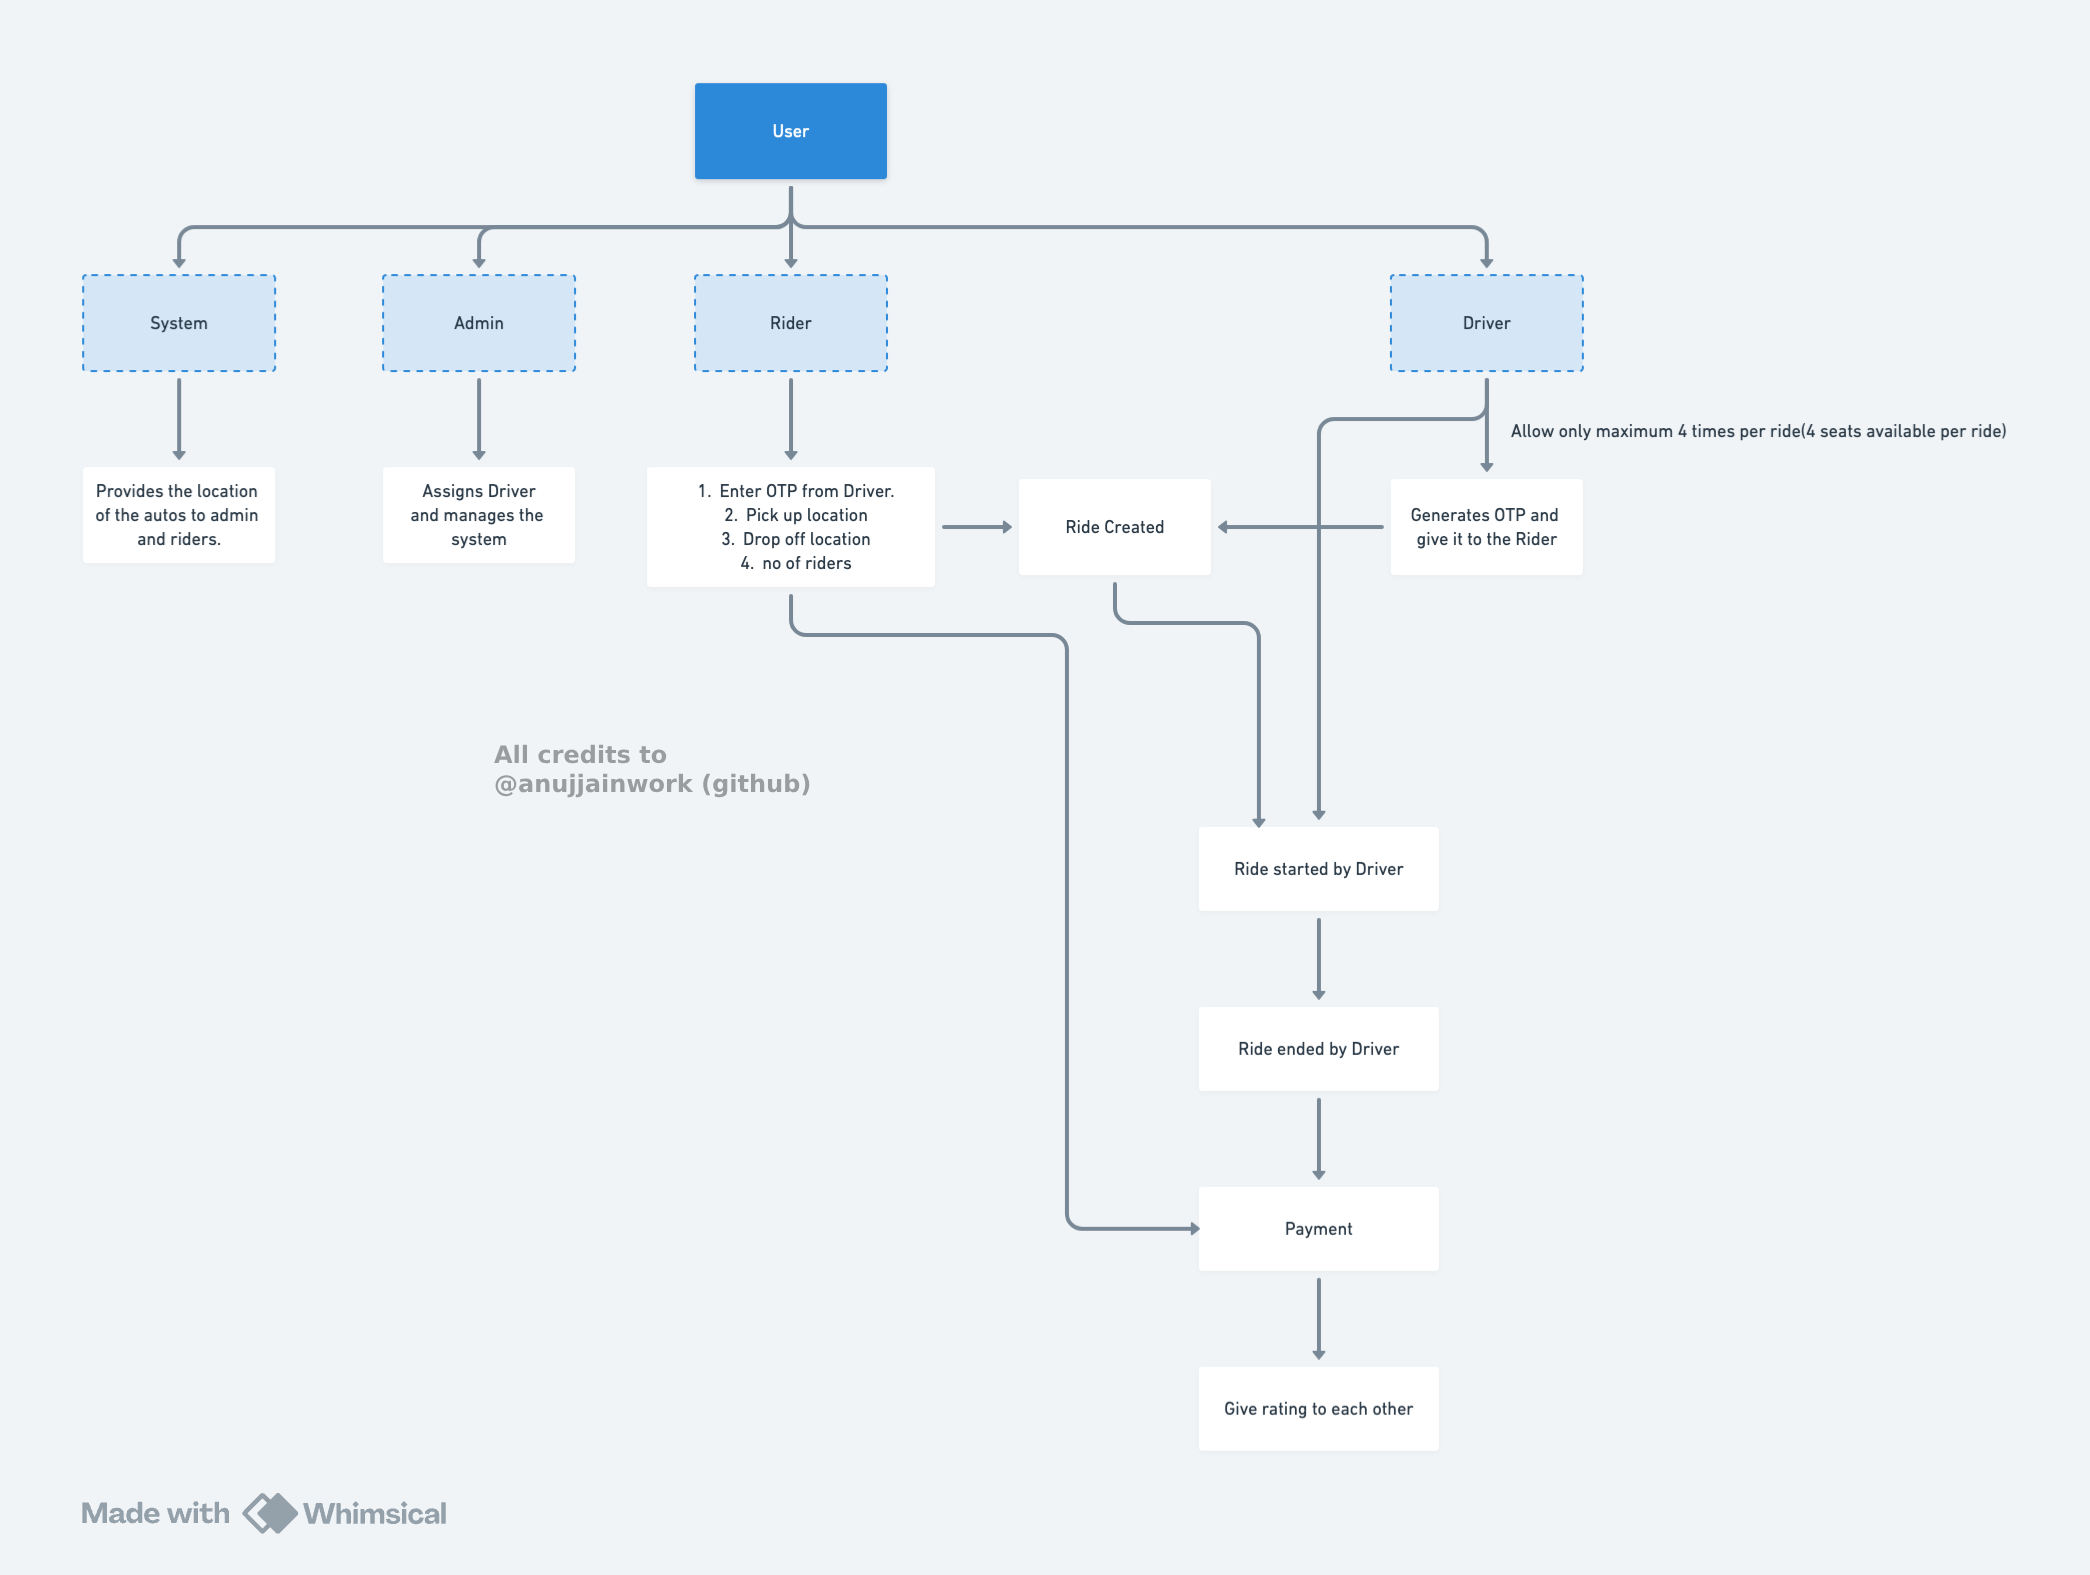 User
System
Admin
Rider
Driver
Allow only maximum 4 times per ride(4 seats available per ride)
Provides the location
of the autos to admin
and riders.
Assigns Driver
and manages the
system
1. Enter OTP from Driver.
2. Pick up location
3. Drop off location
4. no of riders
Ride Created
Generates OTP and
give it to the Rider
All credits to
@anujjainwork (github)
Ride started by Driver
Ride ended by Driver
Payment
Give rating to each other
Made with Whimsical